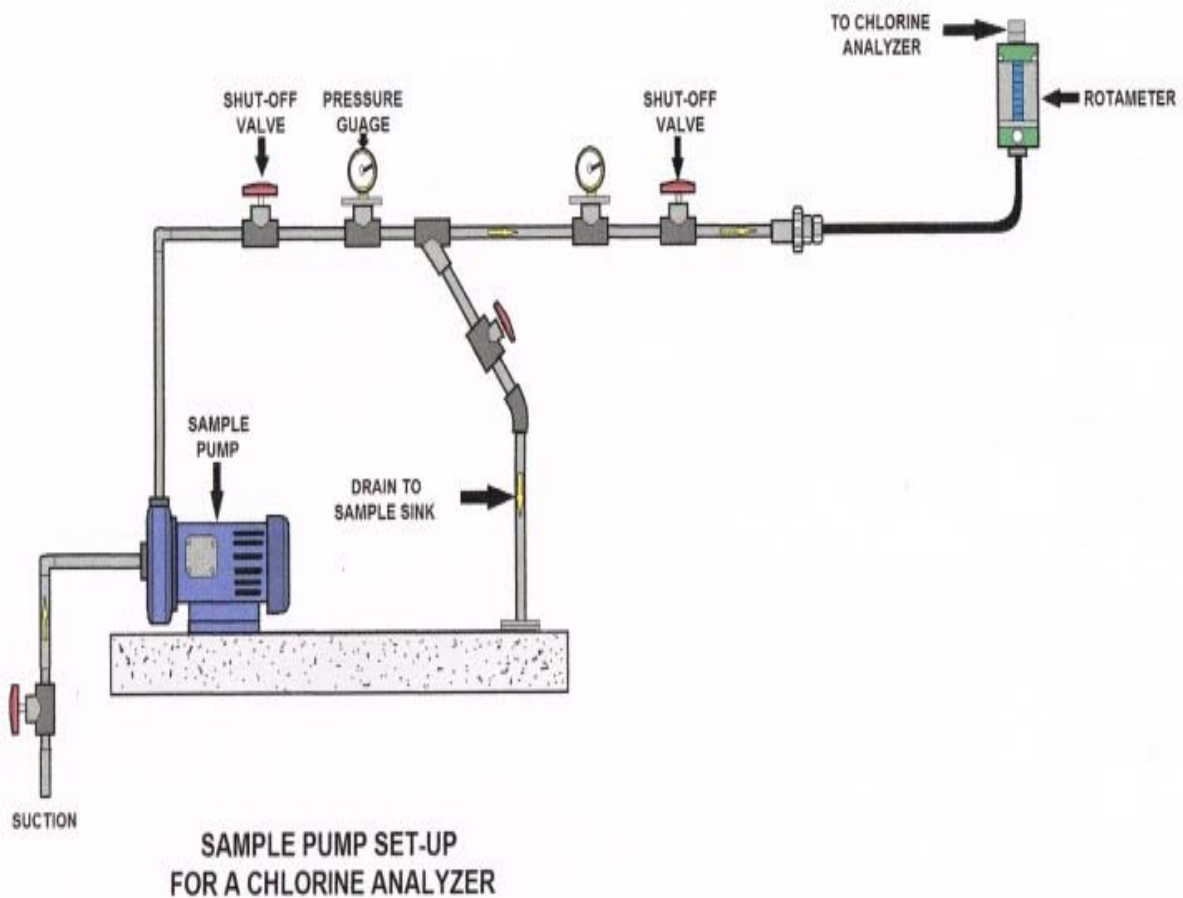 TO CHLORINE
ANALYZER
ROTAMETER
SHUT-OFF
VALVE
PRESSURE
GUAGE
SHUT-OFF
VALVE
SAMPLE
PUMP
DRAIN TO
SAMPLE SINK
SUCTION
SAMPLE PUMP SET-UP
FOR A CHLORINE ANALYZER